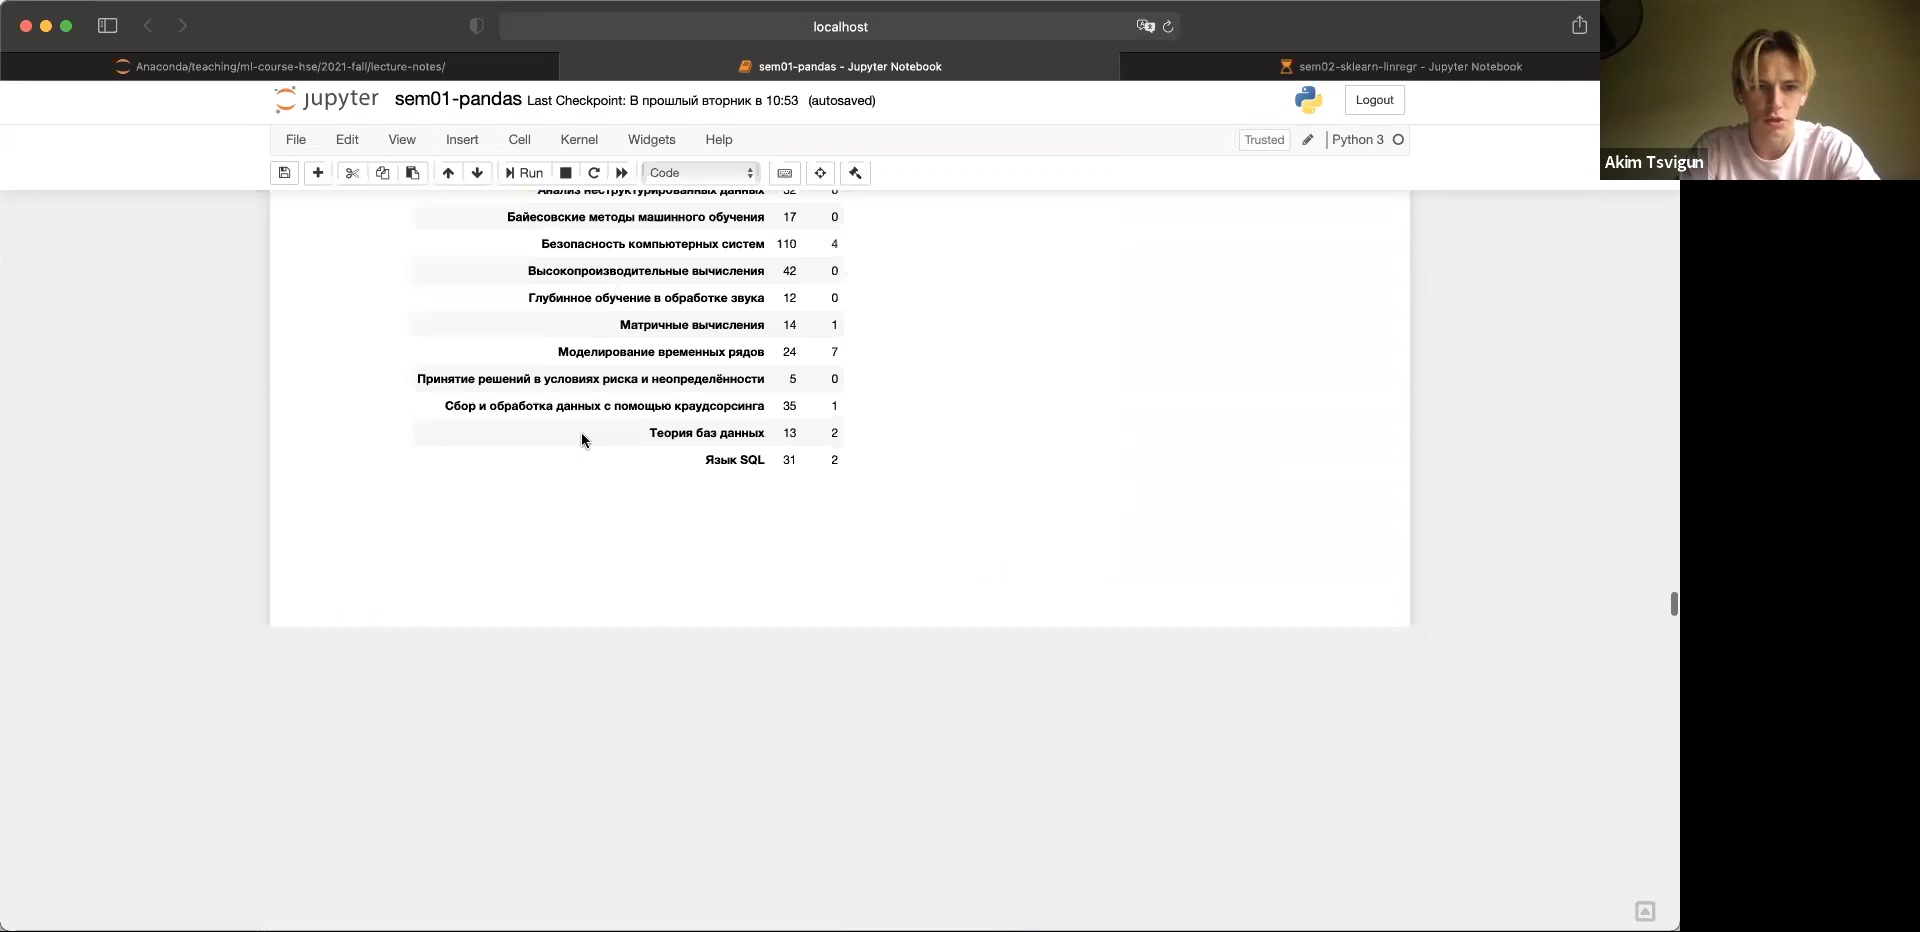 localhost
Anaconda/teaching/ml-course-hse/2021-fall/lecture-notes/
sem01-pandas - Jupyter Notebook
sem02-sklearn-linregr - Jupyter Notebook
jupyter sem01-pandas Last Checkpoint: В прошлый вторник в 10:53 (autosaved)
Logout
File Edit View Insert Cell Kernel Widgets Help
Trusted
Python 3
Run
Code
Akim Tsvigun
Анализ неструктурированных данных 32 0
Байесовские методы машинного обучения 17 0
Безопасность компьютерных систем 110 4
Высокопроизводительные вычисления 42 0
Глубинное обучение в обработке звука 12 0
Матричные вычисления 14 1
Моделирование временных рядов 24 7
Принятие решений в условиях риска и неопределённости 5 0
Сбор и обработка данных с помощью краудсорсинга 35 1
Теория баз данных 13 2
Язык SQL 31 2